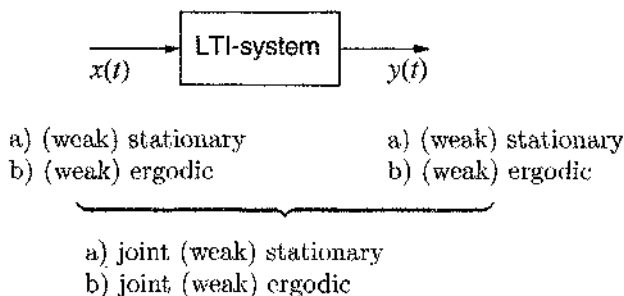 LTI-system
x(t)
y(t)
a) (weak) stationary
b) (weak) ergodic
a) (weak) stationary
b) (weak) ergodic
a) joint (weak) stationary
b) joint (weak) ergodic